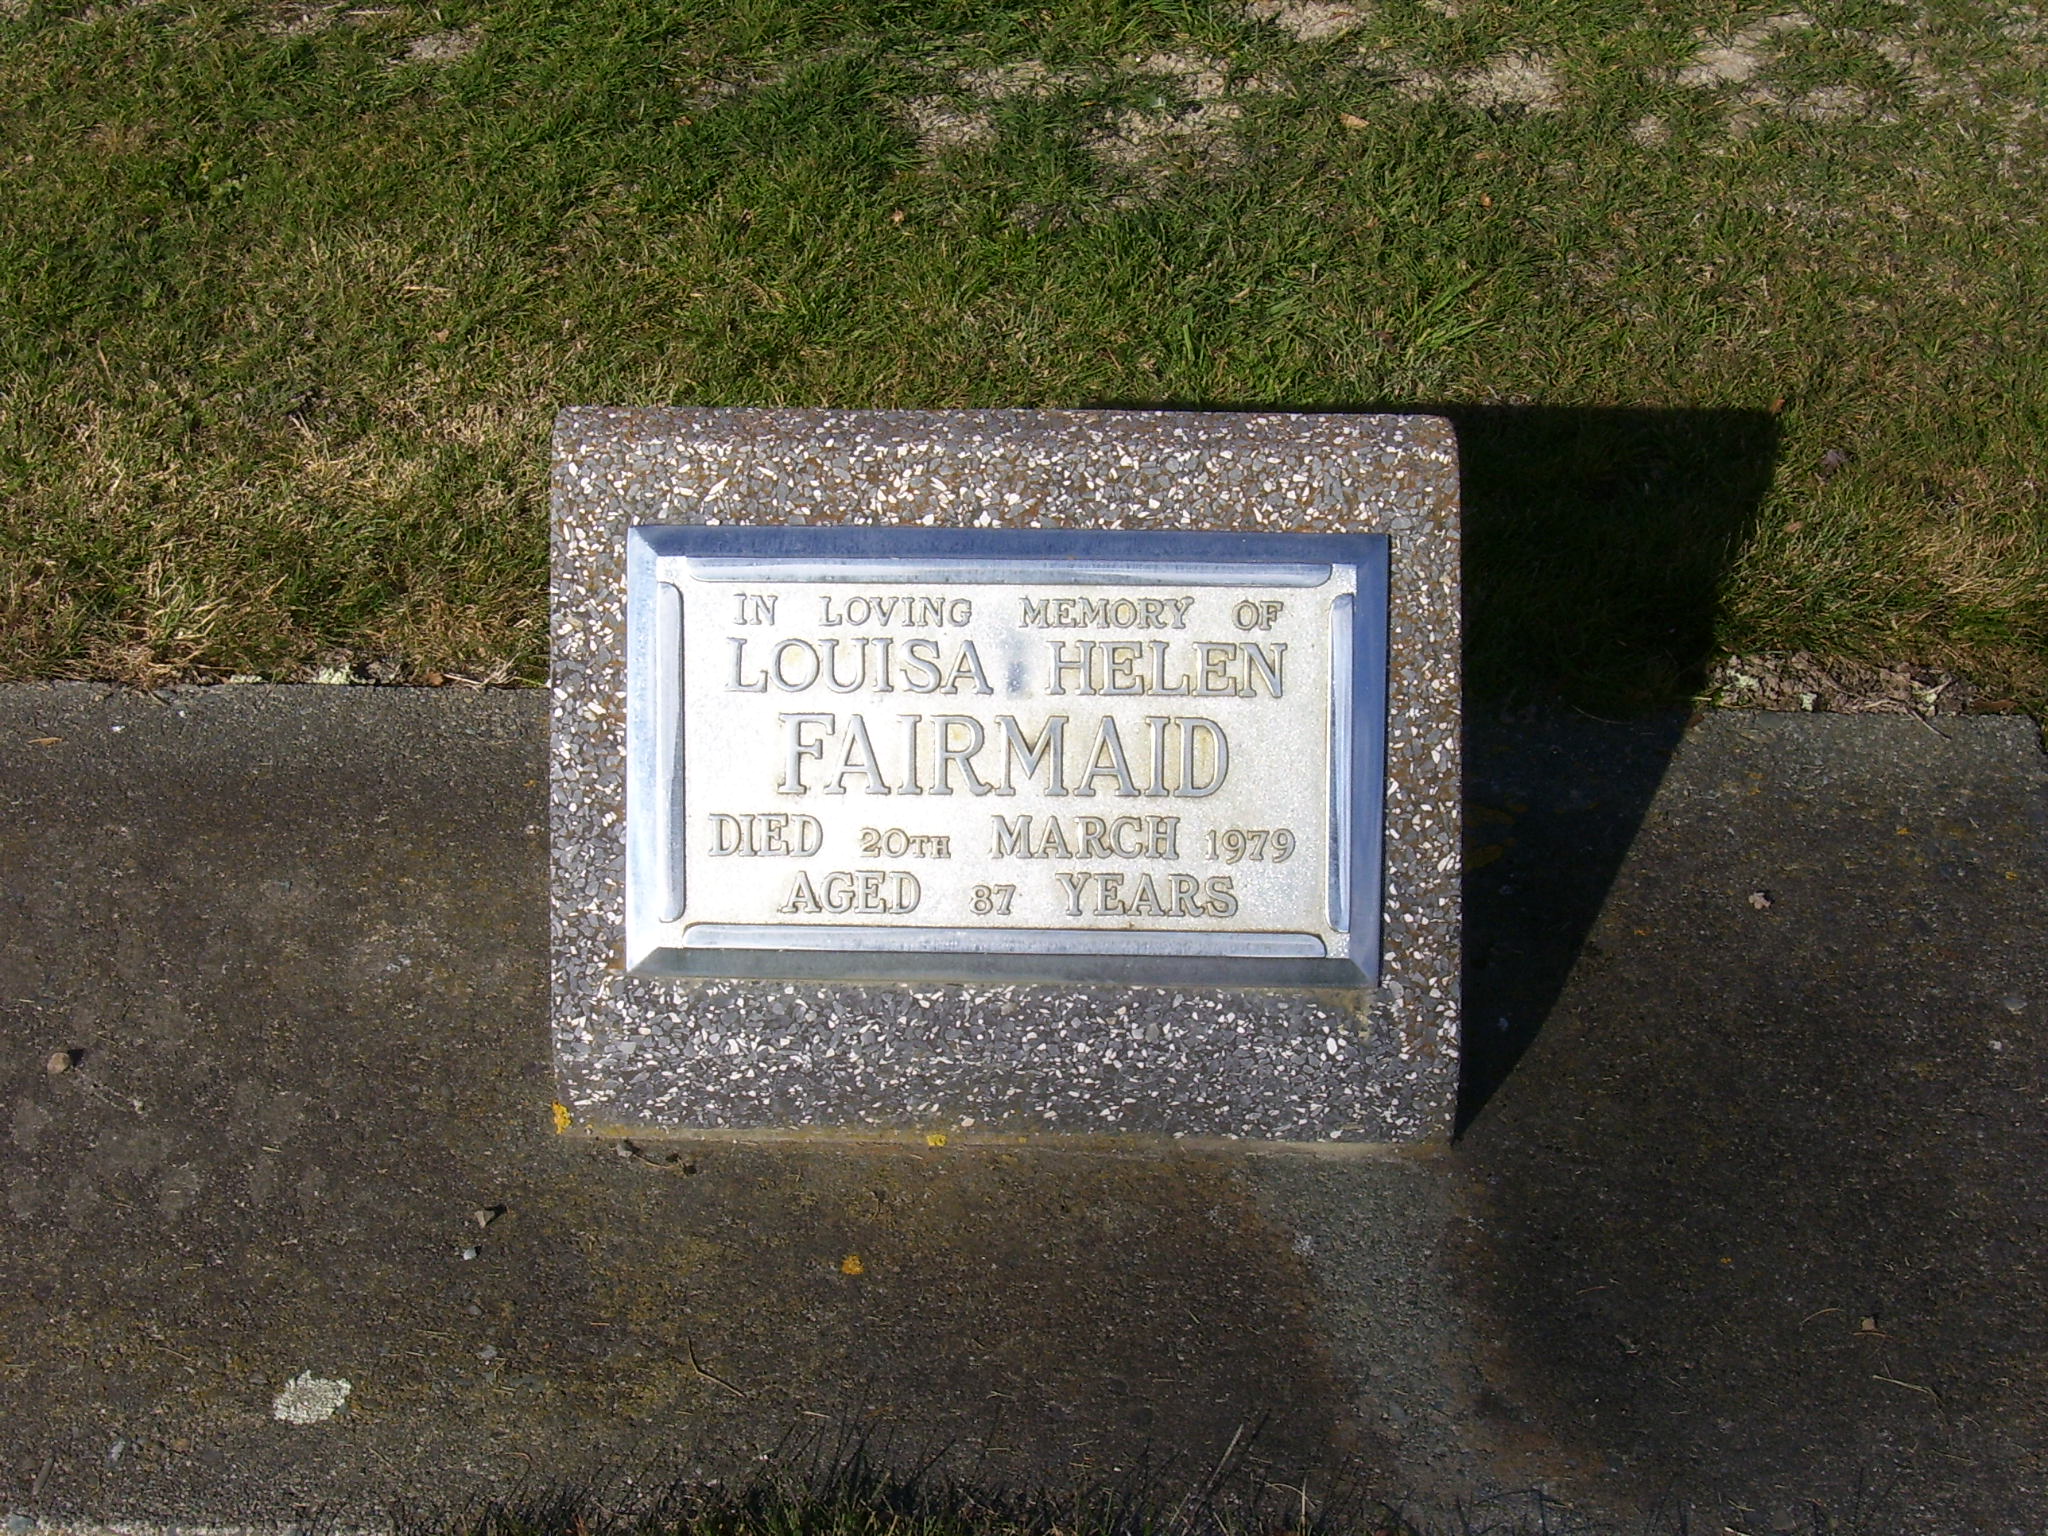 IN LOVING MEMORY OF
LOUISA HELEN
FAIRMAID
DIED 20TH MARCH 1979
AGED 87 YEARS